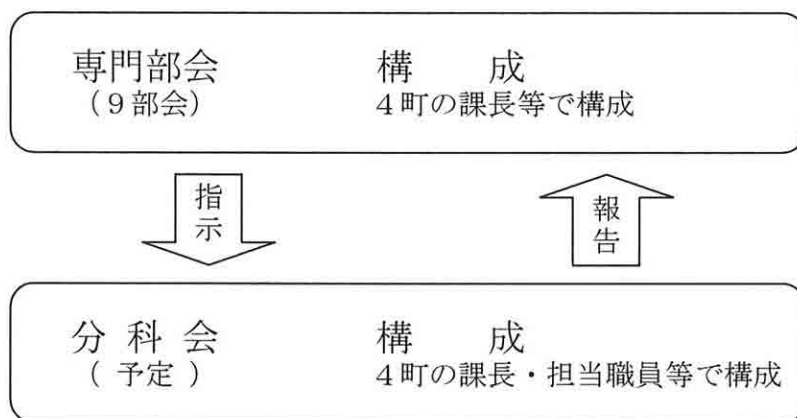 専門部会　構　成
（９部会）　４町の課長等で構成
指示
報告
分科会　構　成
（予定）　４町の課長・担当職員等で構成